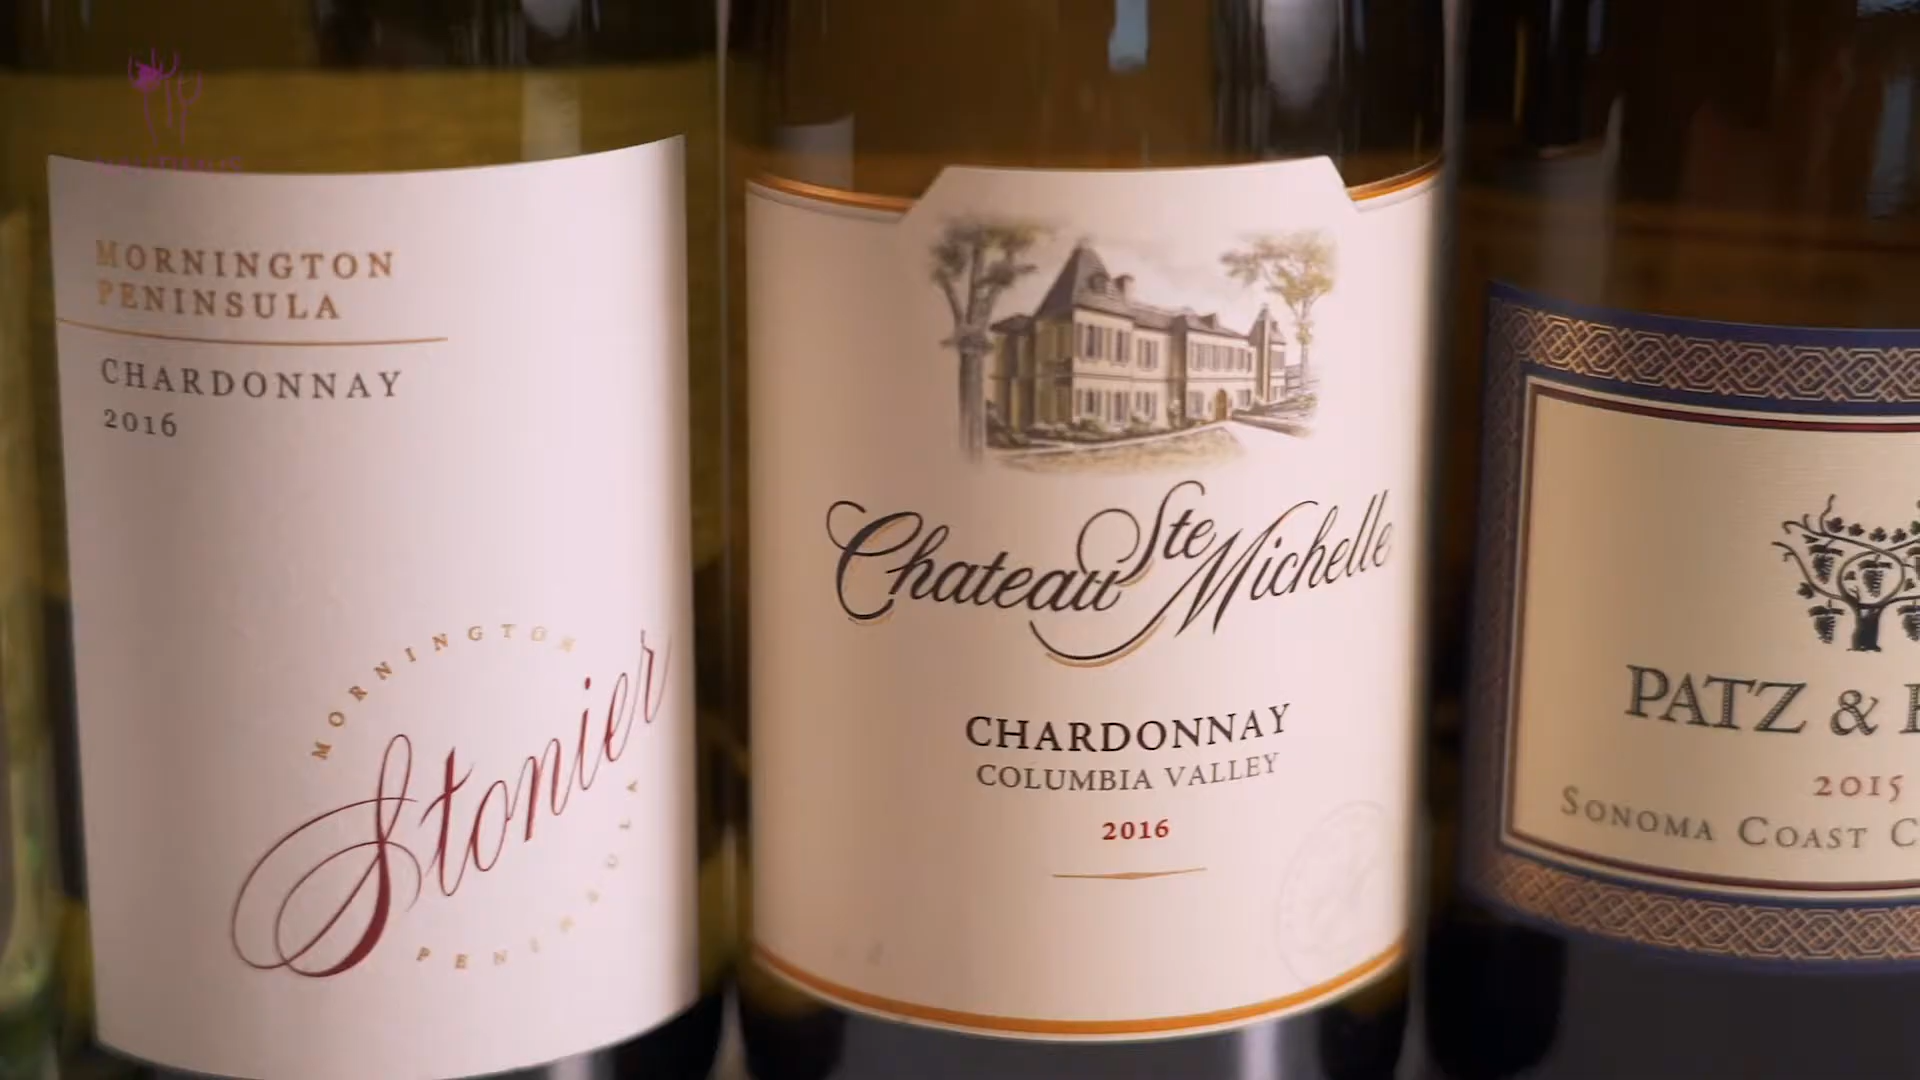 MORNINGTON
PENINSULA
CHARDONNAY
2016
MORNINGTON
Stonier
PENINSULA
Chateau Ste Michelle
CHARDONNAY
COLUMBIA VALLEY
2016
PATZ &
2015
SONOMA COAST